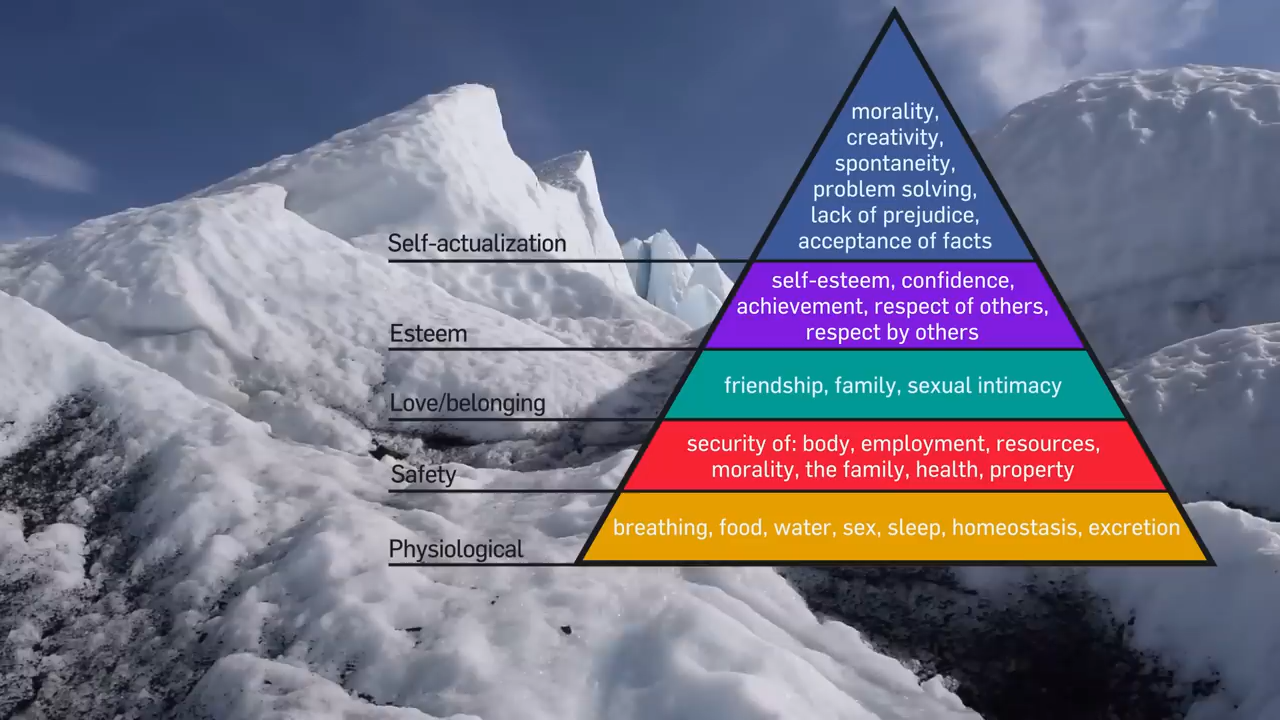 morality,
creativity,
spontaneity,
problem solving,
lack of prejudice,
acceptance of facts
Self-actualization
self-esteem, confidence,
achievement, respect of others,
respect by others
Esteem
friendship, family, sexual intimacy
Love/belonging
security of: body, employment, resources,
morality, the family, health, property
Safety
breathing, food, water, sex, sleep, homeostasis, excretion
Physiological